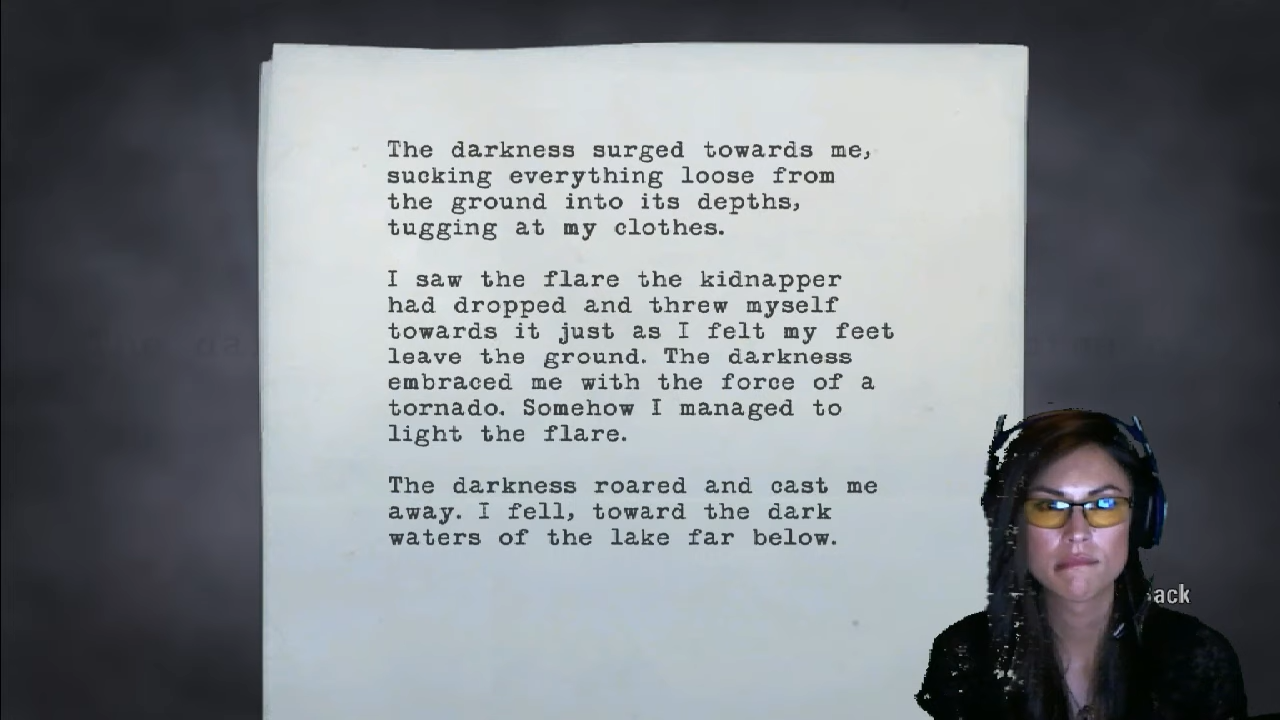 The darkness surged towards me,
sucking everything loose from
the ground into its depths,
tugging at my clothes.
I saw the flare the kidnapper
had dropped and threw myself
towards it just as I felt my feet
leave the ground. The darkness
embraced me with the force of a
tornado. Somehow I managed to
light the flare.
The darkness roared and cast me
away. I fell, toward the dark
waters of the lake far below.